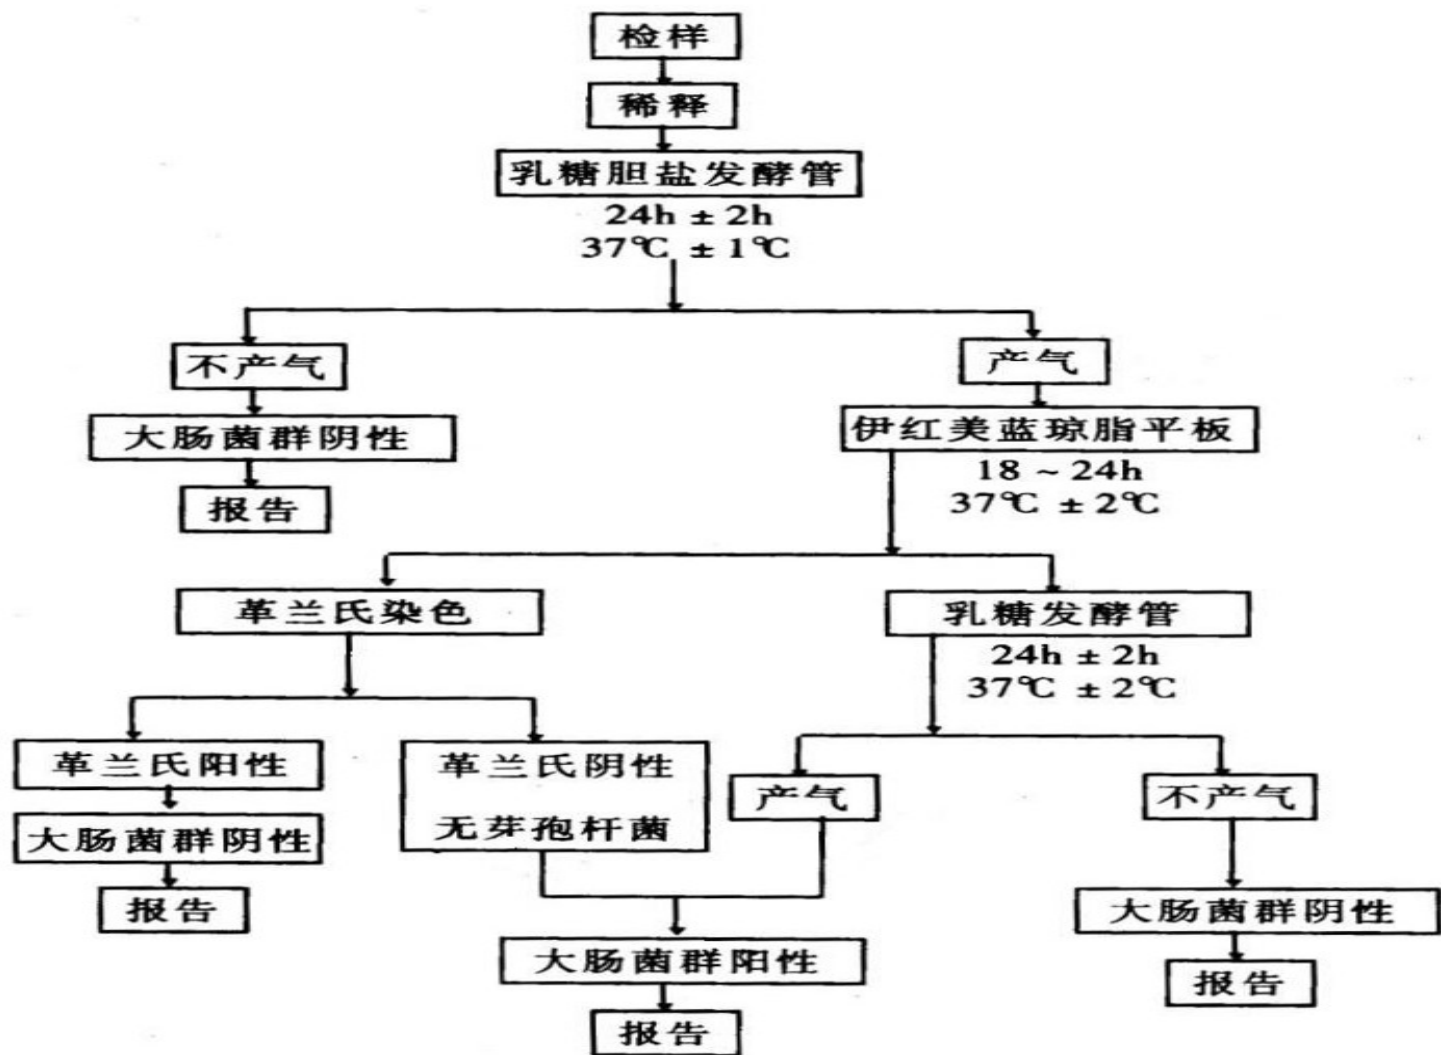 检样
稀释
乳糖胆盐发酵管
24h ± 2h
37℃ ± 1℃
不产气
产气
大肠菌群阴性
伊红美蓝琼脂平板
报告
18 ~ 24h
37℃ ± 2℃
革兰氏染色
乳糖发酵管
24h ± 2h
37℃ ± 2℃
革兰氏阳性
革兰氏阴性
无芽孢杆菌
产气
不产气
大肠菌群阴性
报告
大肠菌群阳性
报告
大肠菌群阴性
报告